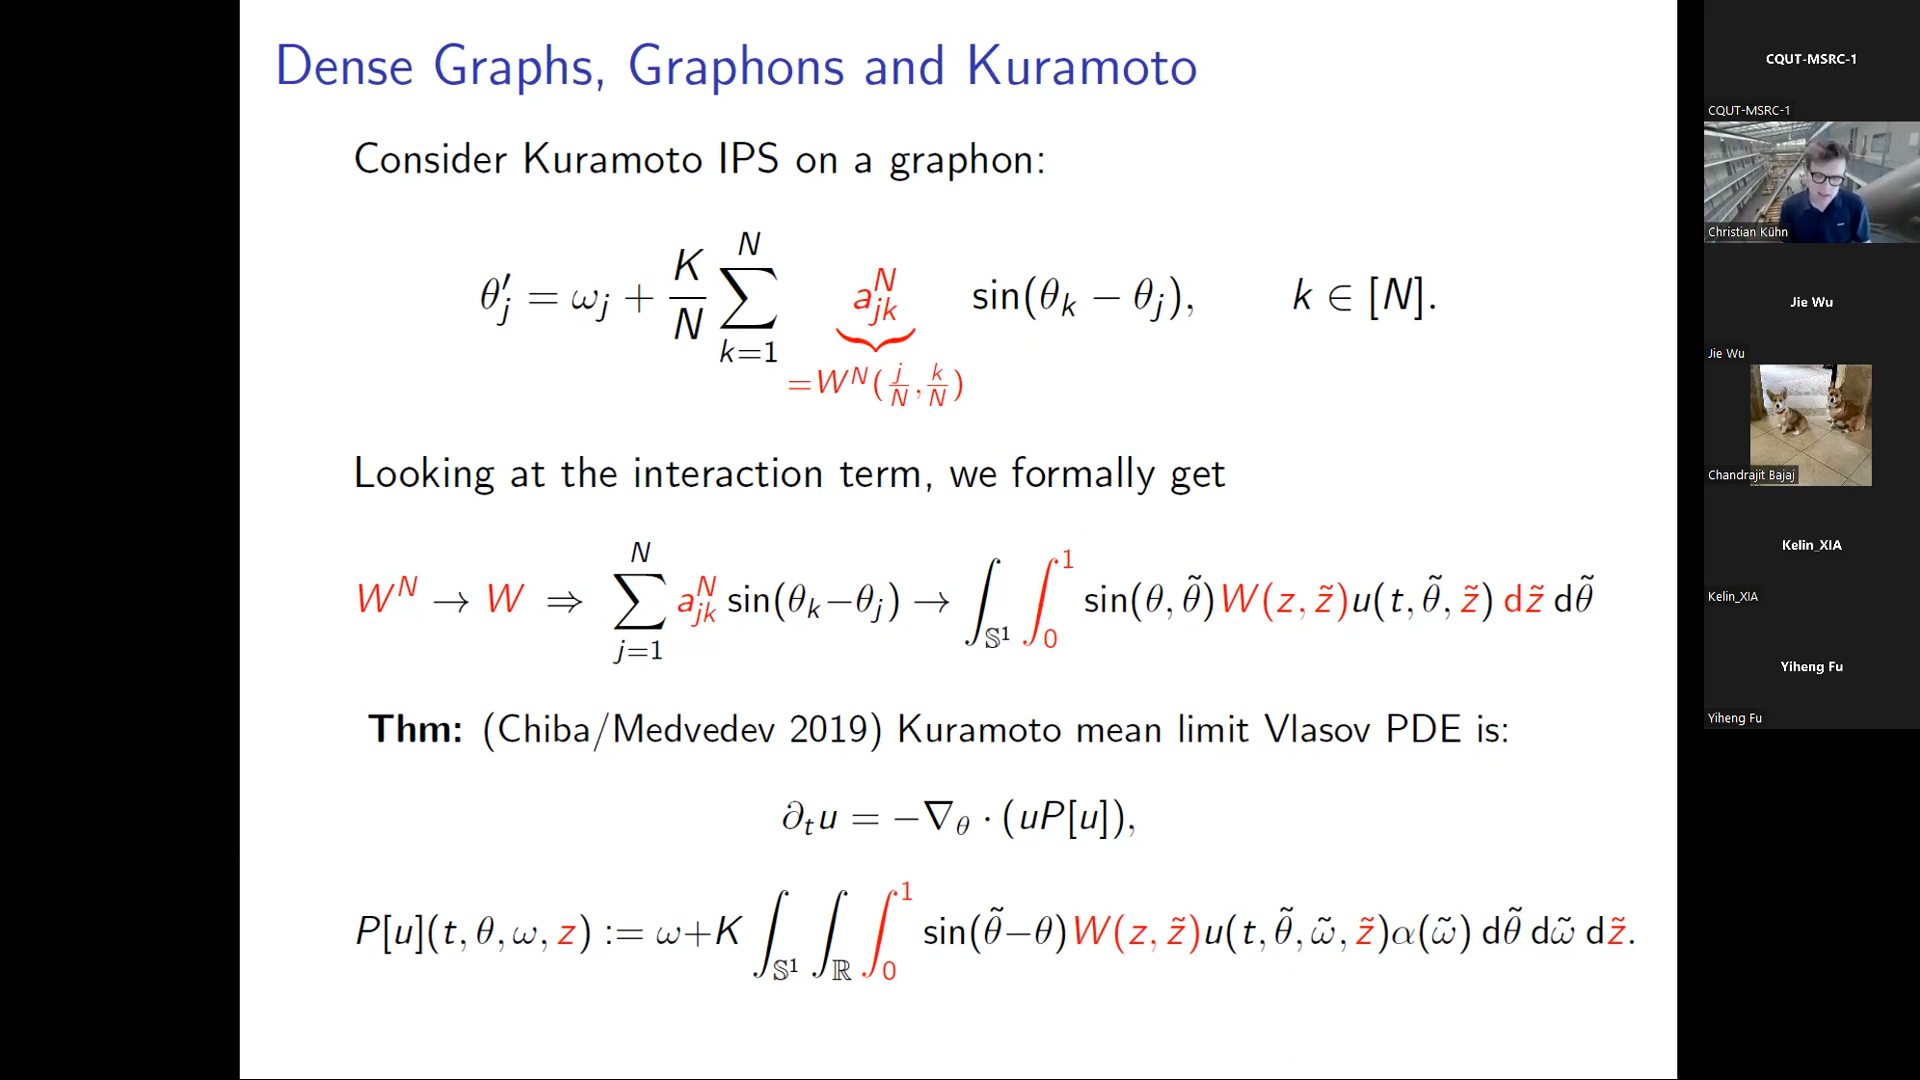 Dense Graphs, Graphons and Kuramoto
Consider Kuramoto IPS on a graphon:
θ′_j = ω_j + K/N ∑_{k=1}^{N} a^N_{jk} sin(θ_k − θ_j), k ∈ [N].
=W^N(j/N, k/N)
Looking at the interaction term, we formally get
W^N → W ⇒ ∑_{j=1}^{N} a^N_{jk} sin(θ_k−θ_j) → ∫_{𝕊^1} ∫_0^1 sin(θ, θ̃)W(z, z̃)u(t, θ̃, z̃) dz̃ dθ̃
Thm: (Chiba/Medvedev 2019) Kuramoto mean limit Vlasov PDE is:
∂_t u = −∇_θ · (uP[u]),
P[u](t, θ, ω, z) := ω+K ∫_{𝕊^1} ∫_ℝ ∫_0^1 sin(θ̃−θ)W(z, z̃)u(t, θ̃, ω̃, z̃)α(ω̃) dθ̃ dω̃ dz̃.
CQUT-MSRC-1
CQUT-MSRC-1
Christian Kühn
Jie Wu
Jie Wu
Chandrajit Bajaj
Kelin_XIA
Kelin_XIA
Yiheng Fu
Yiheng Fu